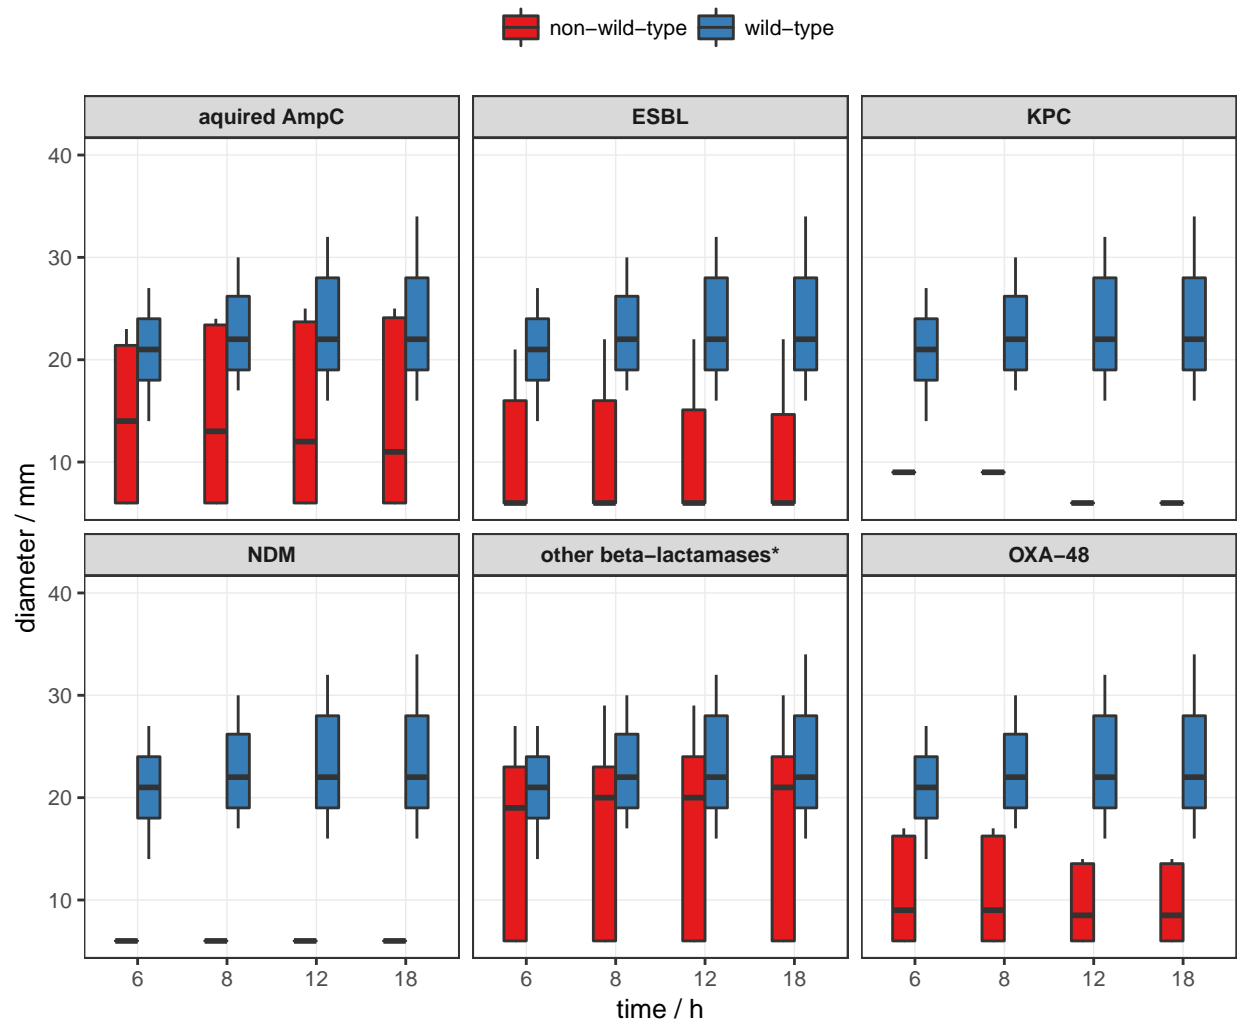 non−wild−type wild−type
aquired AmpC ESBL KPC
40
30
20
10
NDM other beta−lactamases* OXA−48
40
30
20
10
diameter / mm
6 8 12 18 6 8 12 18 6 8 12 18
time / h